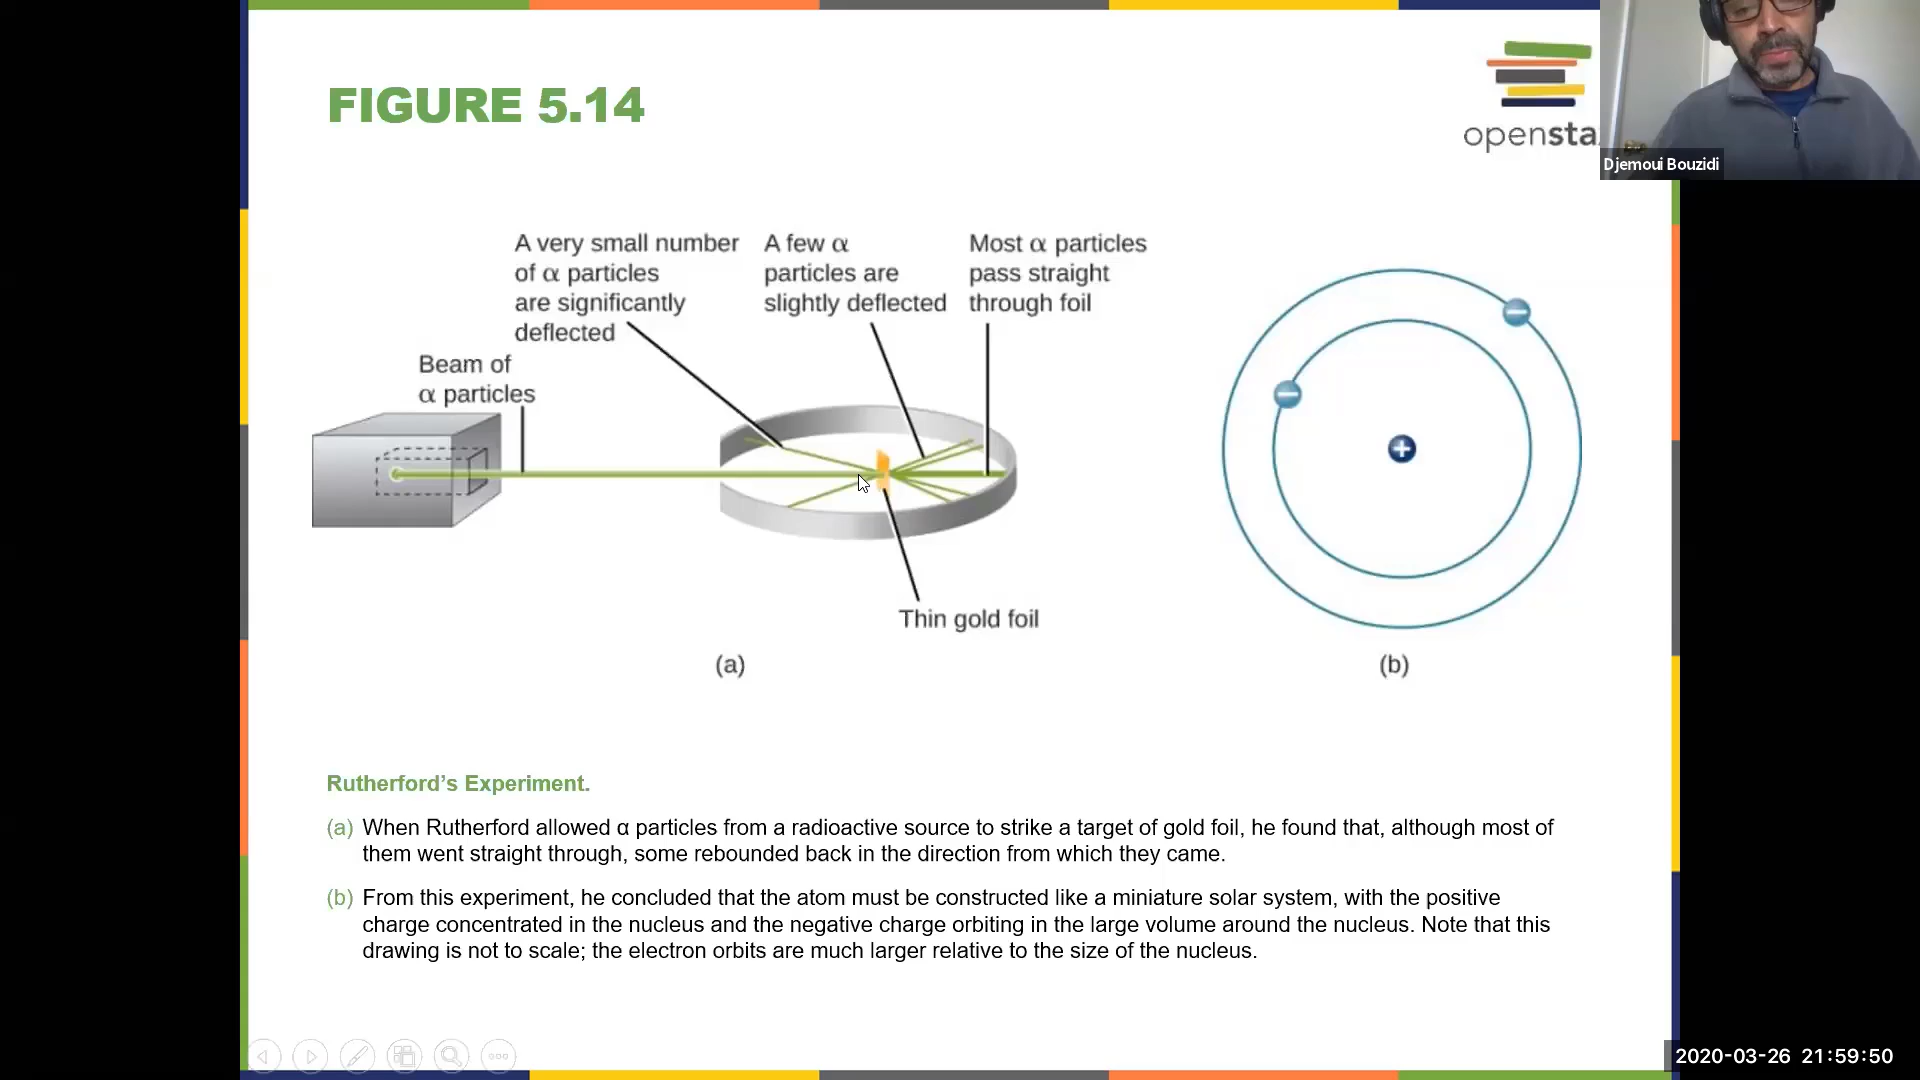 FIGURE 5.14
opensta
Djemoui Bouzidi
A very small number
of α particles
are significantly
deflected
A few α
particles are
slightly deflected
Most α particles
pass straight
through foil
Beam of
α particles
Thin gold foil
(a)
(b)
Rutherford’s Experiment.
(a) When Rutherford allowed α particles from a radioactive source to strike a target of gold foil, he found that, although most of
them went straight through, some rebounded back in the direction from which they came.
(b) From this experiment, he concluded that the atom must be constructed like a miniature solar system, with the positive
charge concentrated in the nucleus and the negative charge orbiting in the large volume around the nucleus. Note that this
drawing is not to scale; the electron orbits are much larger relative to the size of the nucleus.
2020-03-26 21:59:50